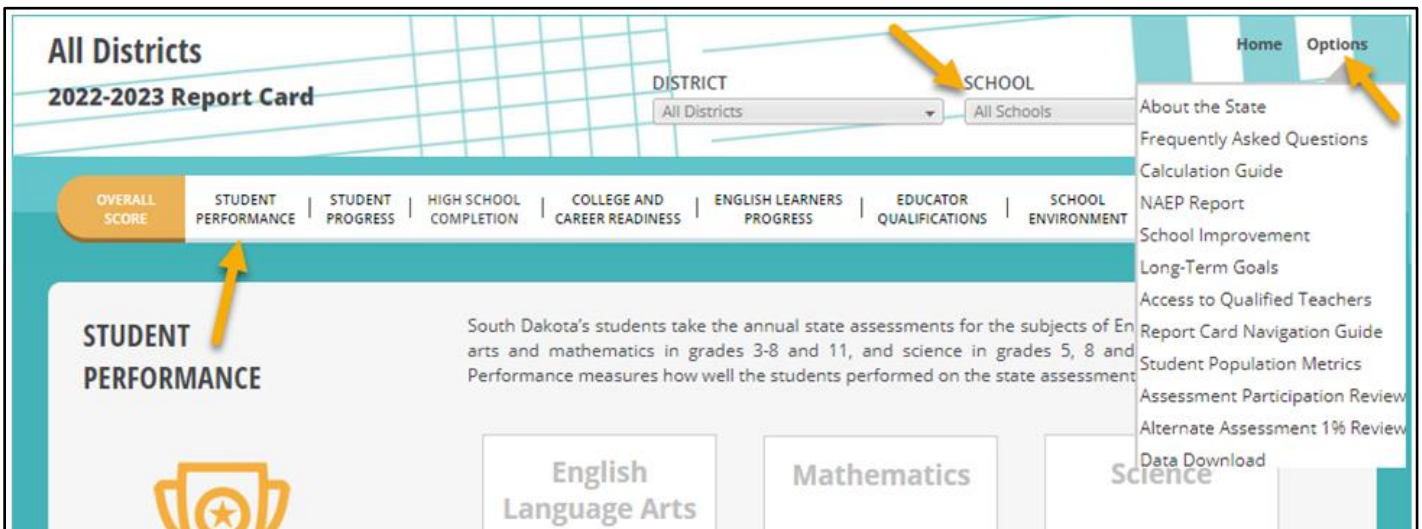 All Districts
Home Options
2022-2023 Report Card
DISTRICT
SCHOOL
All Districts
All Schools
About the State
Frequently Asked Questions
Calculation Guide
NAEP Report
School Improvement
Long-Term Goals
Access to Qualified Teachers
Report Card Navigation Guide
Student Population Metrics
Assessment Participation Review
Alternate Assessment 1% Review
Data Download
OVERALL
SCORE
STUDENT
PERFORMANCE
STUDENT
PROGRESS
HIGH SCHOOL
COMPLETION
COLLEGE AND
CAREER READINESS
ENGLISH LEARNERS
PROGRESS
EDUCATOR
QUALIFICATIONS
SCHOOL
ENVIRONMENT
STUDENT
PERFORMANCE
South Dakota's students take the annual state assessments for the subjects of En
arts and mathematics in grades 3-8 and 11, and science in grades 5, 8 and
Performance measures how well the students performed on the state assessment
English
Language Arts
Mathematics
Science